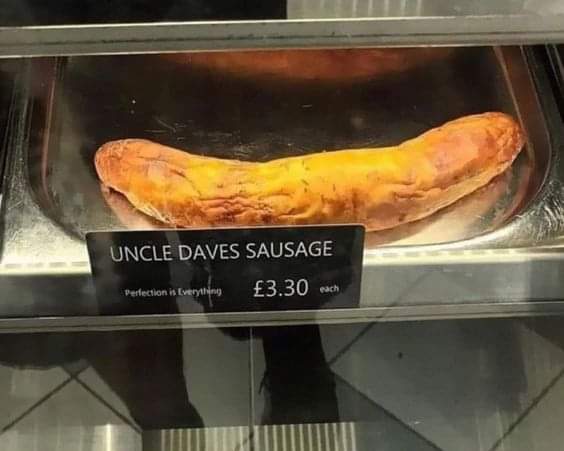 UNCLE DAVES SAUSAGE
Perfection is Everything £3.30 each